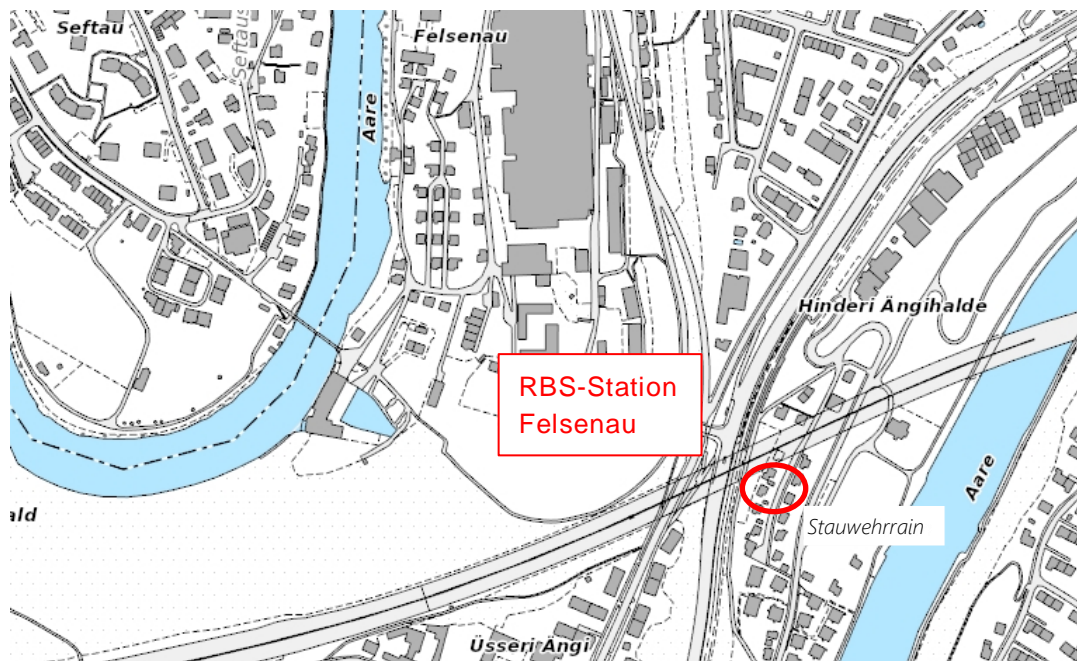 Seftau
Seftaus
Felsenau
Aare
Hinderi Ängihalde
RBS-Station
Felsenau
Aare
Stauwehrrain
ald
Üsseri Ängi